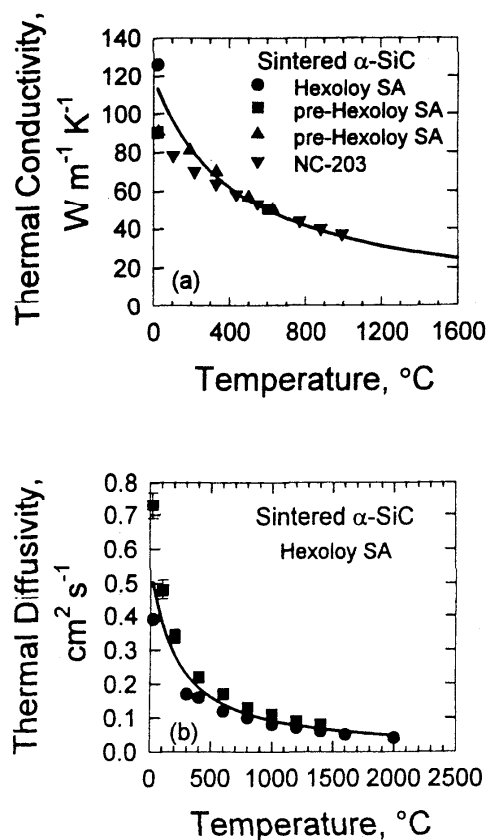 Thermal Conductivity,
W m⁻¹ K⁻¹
140
120
100
80
60
40
20
0
Sintered α-SiC
Hexoloy SA
pre-Hexoloy SA
pre-Hexoloy SA
NC-203
(a)
0 400 800 1200 1600
Temperature, °C
Thermal Diffusivity,
cm² s⁻¹
0.8
0.7
0.6
0.5
0.4
0.3
0.2
0.1
0.0
Sintered α-SiC
Hexoloy SA
(b)
0 500 1000 1500 2000 2500
Temperature, °C